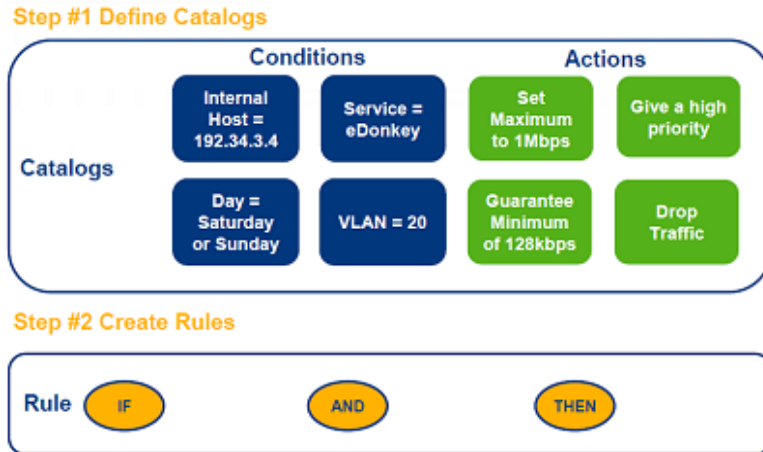 Step #1 Define Catalogs
Conditions
Actions
Catalogs
Internal
Host =
192.34.3.4
Service =
eDonkey
Set
Maximum
to 1Mbps
Give a high
priority
Day =
Saturday
or Sunday
VLAN = 20
Guarantee
Minimum
of 128kbps
Drop
Traffic
Step #2 Create Rules
Rule
IF
AND
THEN